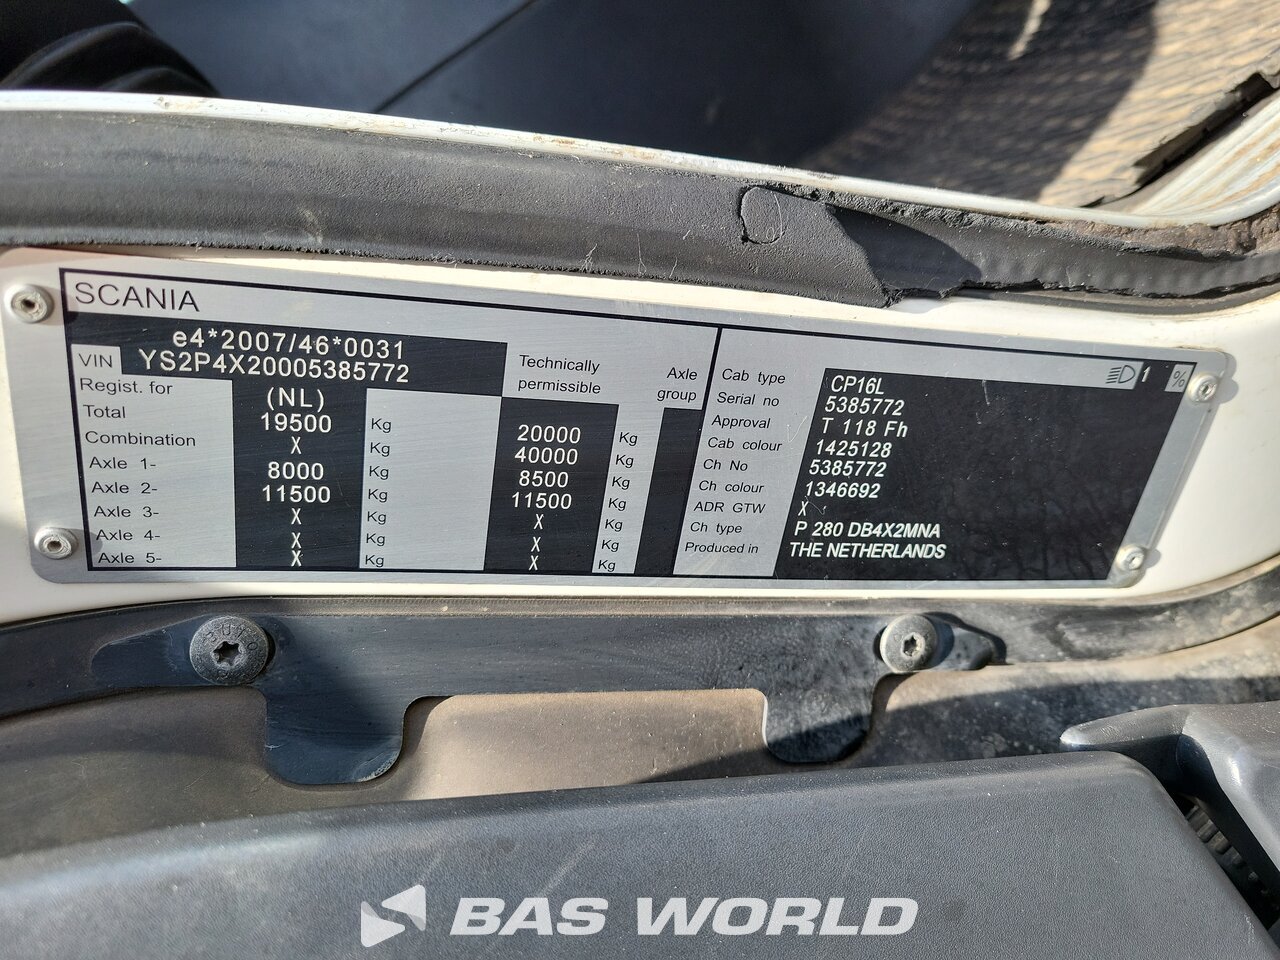 SCANIA
e4*2007/46*0031
VIN YS2P4X20005385772
Regist. for (NL)
Total 19500 Kg
Combination X Kg
Axle 1- 8000 Kg
Axle 2- 11500 Kg
Axle 3- X Kg
Axle 4- X Kg
Axle 5- X Kg
Technically
permissible
Axle
group
20000 Kg
40000 Kg
8500 Kg
11500 Kg
X Kg
X Kg
X Kg
1 %
Cab type CP16L
Serial no 5385772
Approval T 118 Fh
Cab colour 1425128
Ch No 5385772
Ch colour 1346692
ADR GTW X
Ch type P 280 DB4X2MNA
Produced in THE NETHERLANDS
BAS WORLD